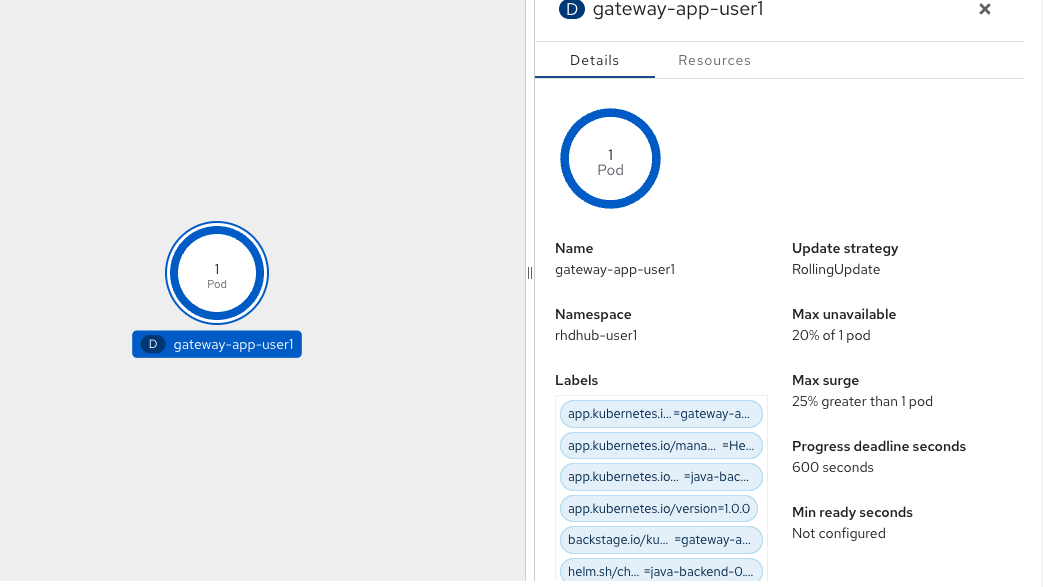 1
Pod
D gateway-app-user1
D gateway-app-user1
Details Resources
1
Pod
Name
gateway-app-user1
Namespace
rhdhub-user1
Labels
app.kubernetes.i... =gateway-a...
app.kubernetes.io/mana... =He...
app.kubernetes.io... =java-bac...
app.kubernetes.io/version=1.0.0
backstage.io/ku... =gateway-a...
helm.sh/ch... =java-backend-0....
Update strategy
RollingUpdate
Max unavailable
20% of 1 pod
Max surge
25% greater than 1 pod
Progress deadline seconds
600 seconds
Min ready seconds
Not configured